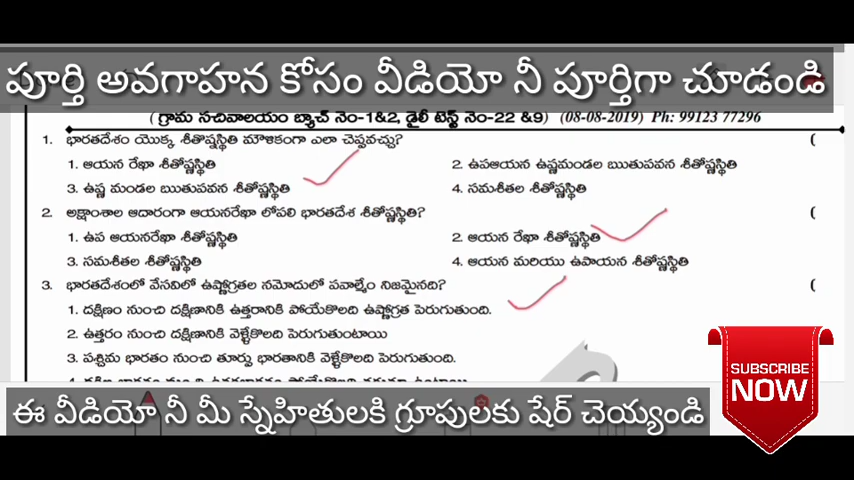 పూర్తి అవగాహన కోసం వీడియో నీ పూర్తిగా చూడండి
( గ్రామ సచివాలయం బ్యాచ్ నెం-1&2, డైలీ టెస్ట్ నెం-22 &9) (08-08-2019) Ph: 99123 77296
1. భారతదేశం యొక్క శీతోష్ణస్థితి మౌళికంగా ఎలా చెప్పవచ్చు? (
1. ఆయన రేఖా శీతోష్ణస్థితి 2. ఉపఆయన ఉష్ణమండల ఋతుపవన శీతోష్ణస్థితి
3. ఉష్ణ మండల ఋతుపవన శీతోష్ణస్థితి 4. సమశీతల శీతోష్ణస్థితి
2. అక్షాంశాల ఆదారంగా ఆయనరేఖా లోపలి భారతదేశ శీతోష్ణస్థితి? (
1. ఉప ఆయనరేఖా శీతోష్ణస్థితి 2. ఆయన రేఖా శీతోష్ణస్థితి
3. సమశీతల శీతోష్ణస్థితి 4. ఆయన మరియు ఉపాయన శీతోష్ణస్థితి
3. భారతదేశంలో వేసవిలో ఉష్ణోగ్రతల నమోదులో పవాల్మేం నిజమైనది? (
1. దక్షిణం నుంచి దక్షిణానికి ఉత్తరానికి పోయేకొలది ఉష్ణోగ్రత పెరుగుతుంది.
2. ఉత్తరం నుంచి దక్షిణానికి వెళ్ళేకొలది పెరుగుతుంటాయి
3. పశ్చిమ భారతం నుంచి తూర్పు భారతానికి వెళ్ళేకొలది పెరుగుతుంది.
SUBSCRIBE
NOW
ఈ వీడియో నీ మీ స్నేహితులకి గ్రూపులకు షేర్ చెయ్యండి